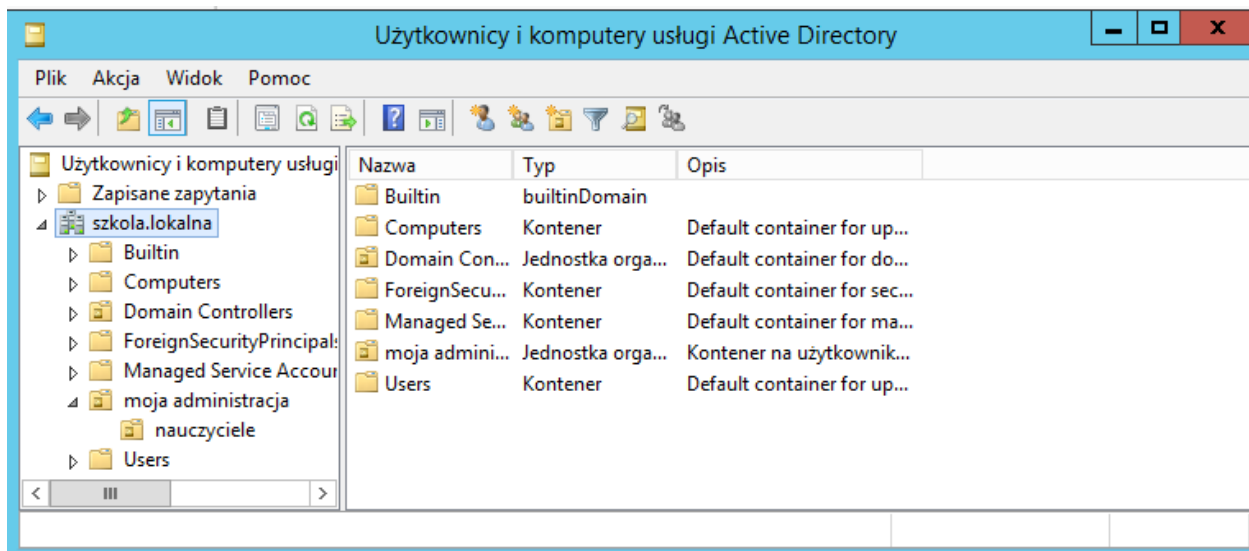 Użytkownicy i komputery usługi Active Directory
Plik Akcja Widok Pomoc
Użytkownicy i komputery usługi
Zapisane zapytania
szkola.lokalna
Builtin
Computers
Domain Controllers
ForeignSecurityPrincipals
Managed Service Accour
moja administracja
nauczyciele
Users
Nazwa Typ Opis
Builtin builtinDomain
Computers Kontener Default container for up...
Domain Con... Jednostka orga... Default container for do...
ForeignSecu... Kontener Default container for sec...
Managed Se... Kontener Default container for ma...
moja admini... Jednostka orga... Kontener na użytkownik...
Users Kontener Default container for up...